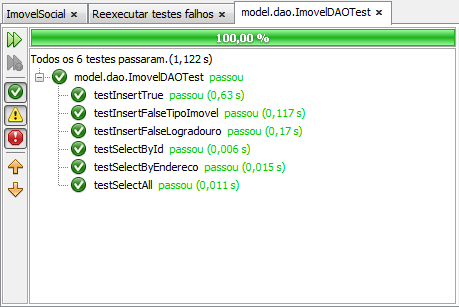 ImovelSocial × Reexecutar testes falhos × model.dao.ImovelDAOTest ×
100,00 %
Todos os 6 testes passaram.(1,122 s)
model.dao.ImovelDAOTest passou
testInsertTrue passou (0,63 s)
testInsertFalseTipoImovel passou (0,117 s)
testInsertFalseLogradouro passou (0,17 s)
testSelectById passou (0,006 s)
testSelectByEndereco passou (0,015 s)
testSelectAll passou (0,011 s)